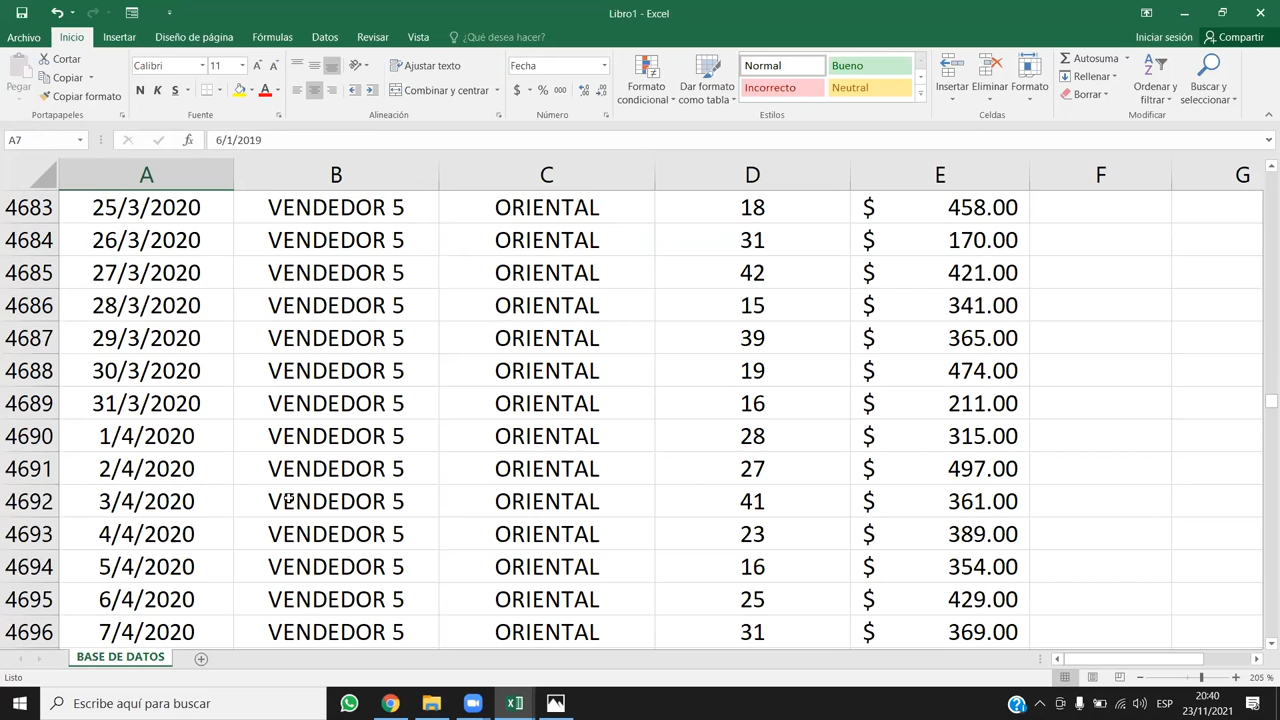 Libro1 - Excel
Archivo Inicio Insertar Diseño de página Fórmulas Datos Revisar Vista ¿Qué desea hacer? Iniciar sesión Compartir
Pegar
Cortar
Copiar
Copiar formato
Portapapeles
Calibri 11
N K S
Fuente
Ajustar texto
Combinar y centrar
Alineación
Fecha
$ % 000
Número
Formato condicional
Dar formato como tabla
Normal Bueno
Incorrecto Neutral
Estilos
Insertar Eliminar Formato
Celdas
Autosuma
Rellenar
Borrar
Ordenar y filtrar
Buscar y seleccionar
Modificar
A7 fx 6/1/2019
A B C D E F G
4683 25/3/2020 VENDEDOR 5 ORIENTAL 18 $ 458.00
4684 26/3/2020 VENDEDOR 5 ORIENTAL 31 $ 170.00
4685 27/3/2020 VENDEDOR 5 ORIENTAL 42 $ 421.00
4686 28/3/2020 VENDEDOR 5 ORIENTAL 15 $ 341.00
4687 29/3/2020 VENDEDOR 5 ORIENTAL 39 $ 365.00
4688 30/3/2020 VENDEDOR 5 ORIENTAL 19 $ 474.00
4689 31/3/2020 VENDEDOR 5 ORIENTAL 16 $ 211.00
4690 1/4/2020 VENDEDOR 5 ORIENTAL 28 $ 315.00
4691 2/4/2020 VENDEDOR 5 ORIENTAL 27 $ 497.00
4692 3/4/2020 VENDEDOR 5 ORIENTAL 41 $ 361.00
4693 4/4/2020 VENDEDOR 5 ORIENTAL 23 $ 389.00
4694 5/4/2020 VENDEDOR 5 ORIENTAL 16 $ 354.00
4695 6/4/2020 VENDEDOR 5 ORIENTAL 25 $ 429.00
4696 7/4/2020 VENDEDOR 5 ORIENTAL 31 $ 369.00
BASE DE DATOS
Listo 205 %
Escribe aquí para buscar
ESP
20:40
23/11/2021